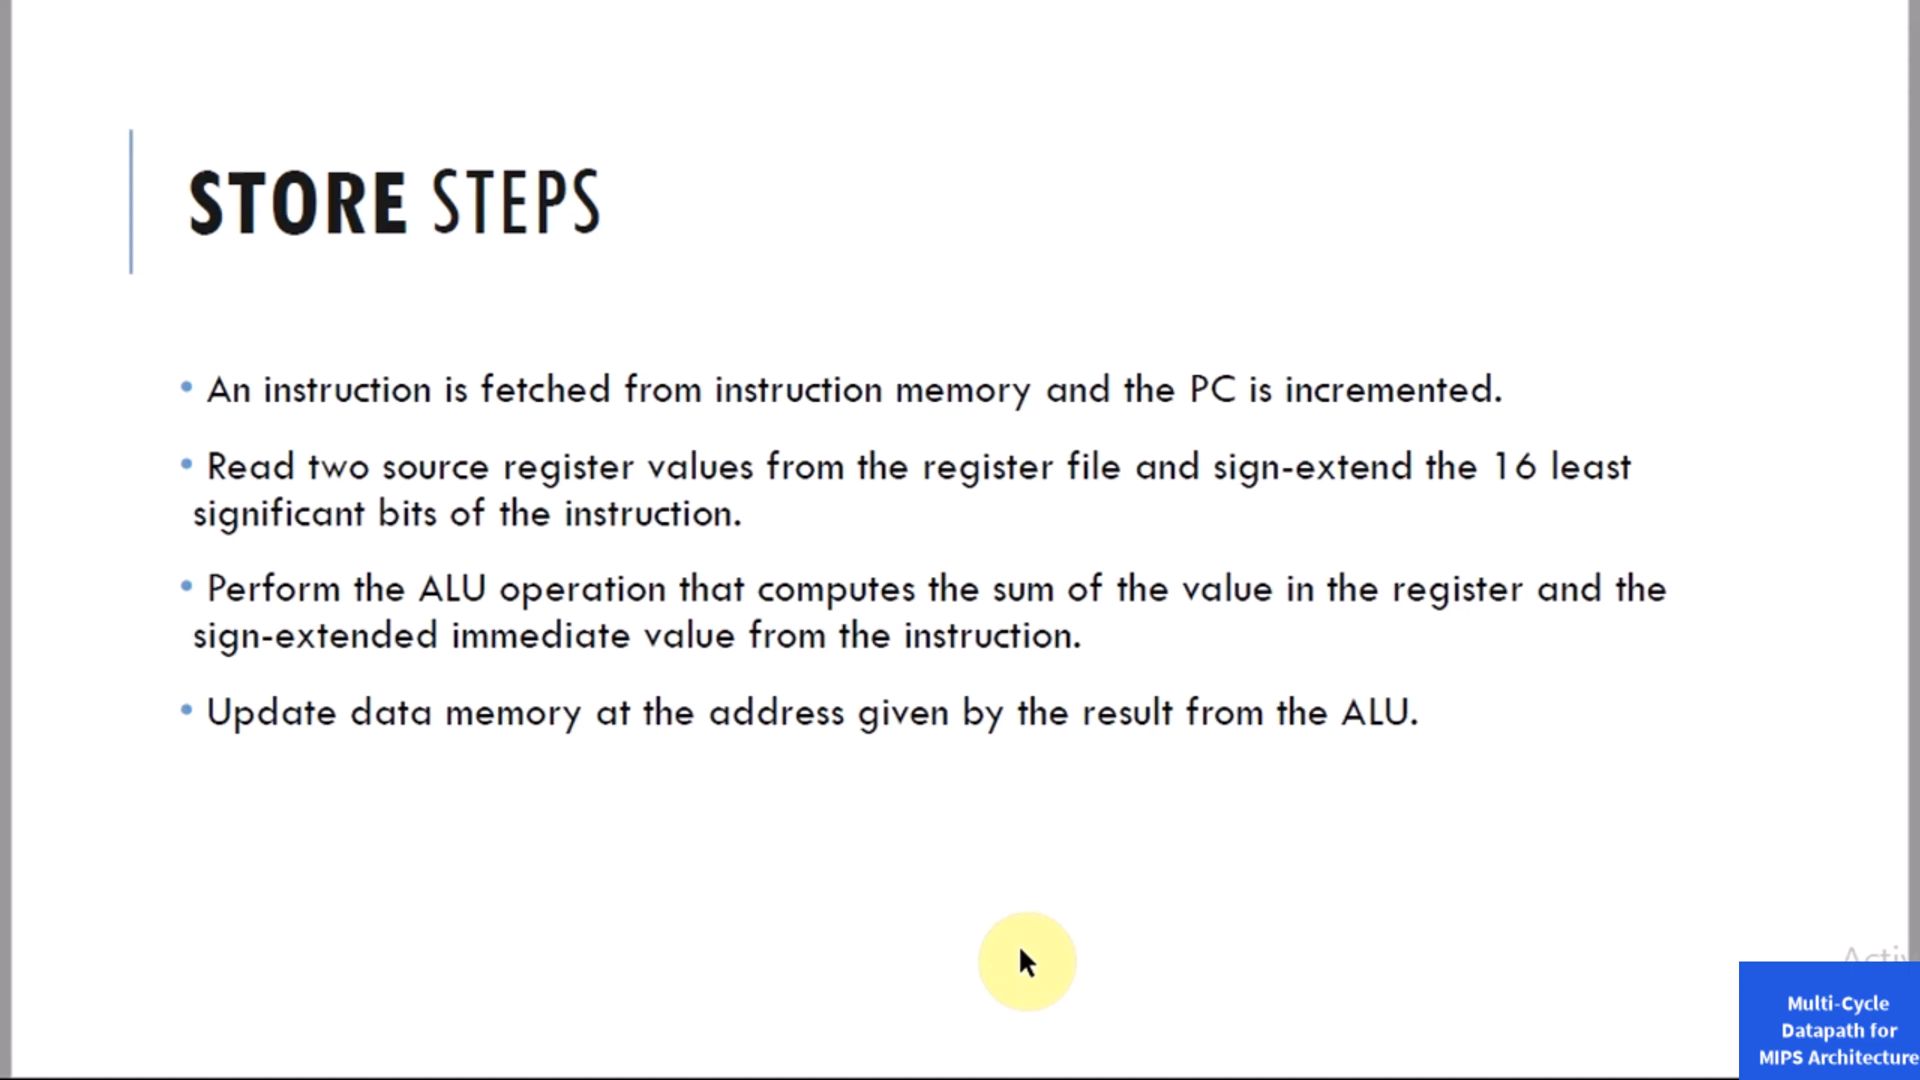 STORE STEPS
• An instruction is fetched from instruction memory and the PC is incremented.
• Read two source register values from the register file and sign-extend the 16 least
significant bits of the instruction.
• Perform the ALU operation that computes the sum of the value in the register and the
sign-extended immediate value from the instruction.
• Update data memory at the address given by the result from the ALU.
Multi-Cycle
Datapath for
MIPS Architecture